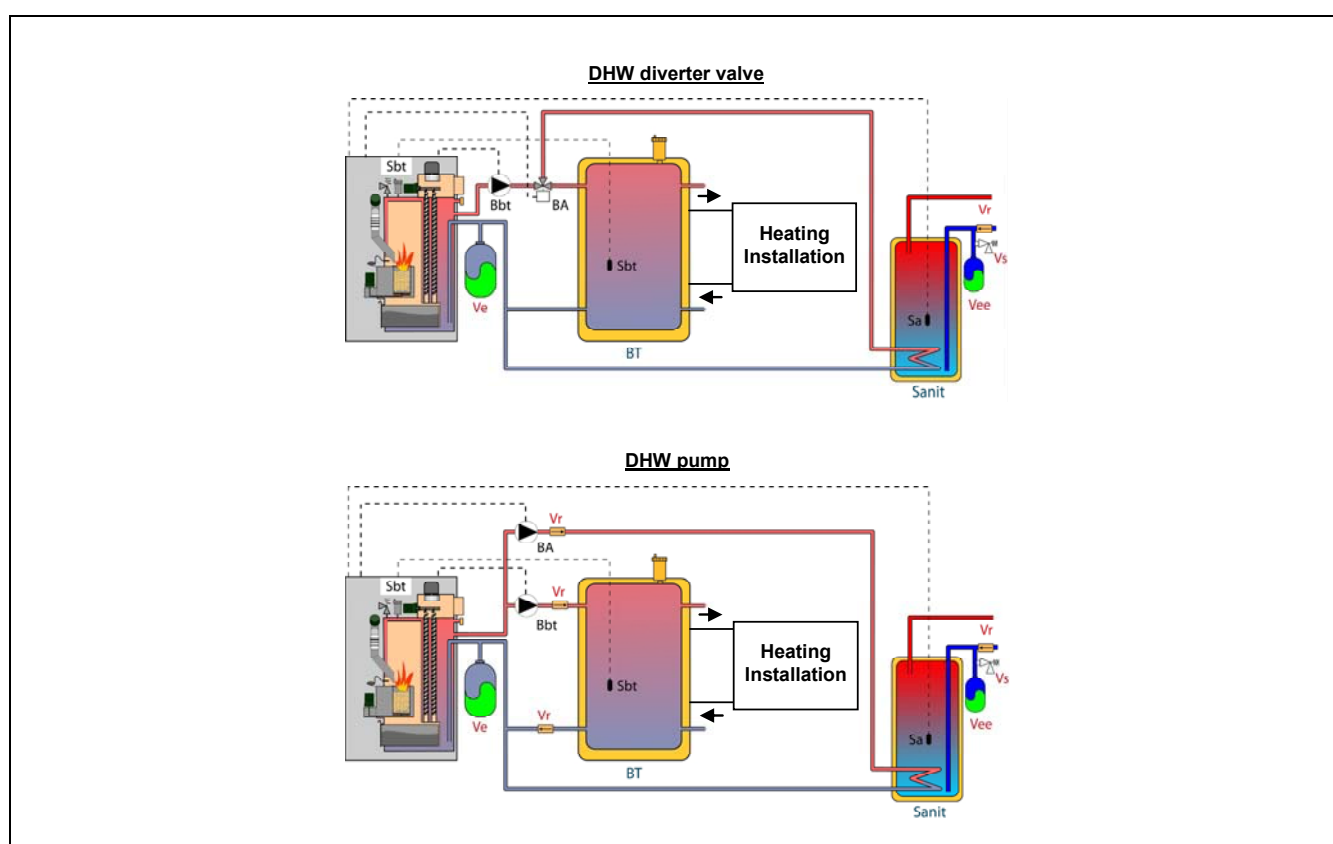 DHW diverter valve
Sbt
Bbt
BA
Vr
Heating
Installation
Vs
Sbt
Ve
Vee
Sa
BT
Sanit
DHW pump
Vr
BA
Sbt
Vr
Bbt
Vr
Heating
Installation
Vs
Sbt
Vee
Vr
Ve
Sa
BT
Sanit